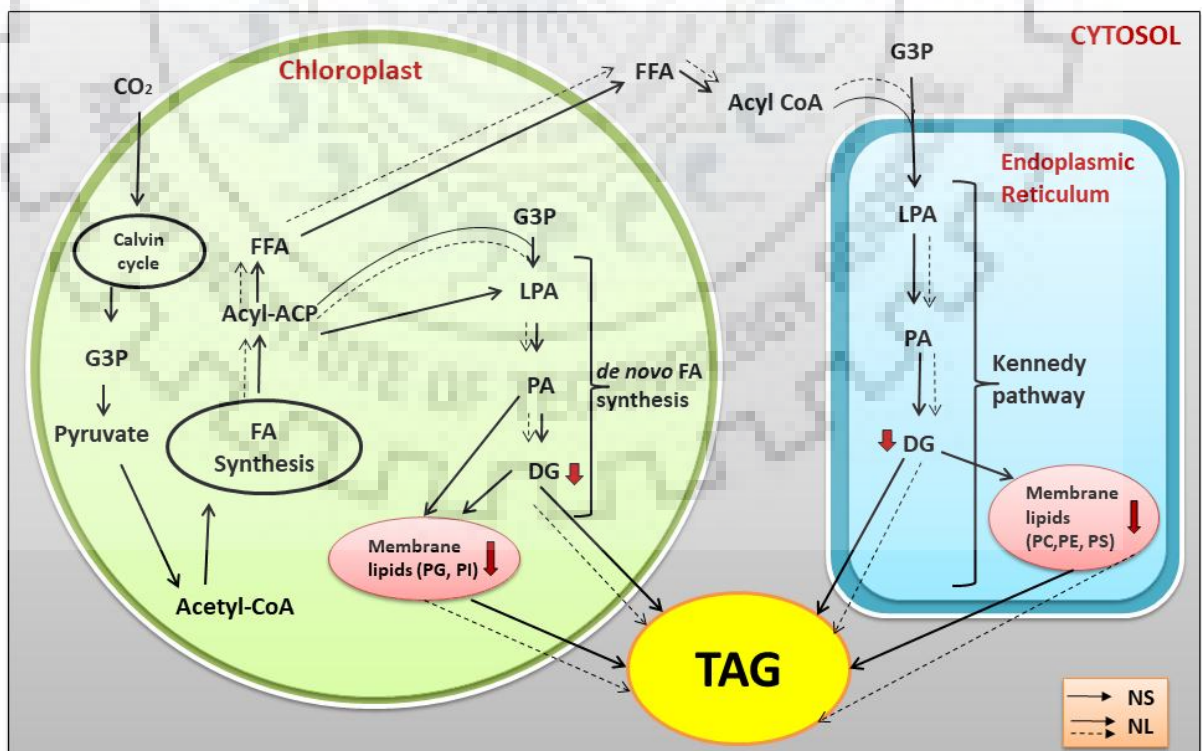 CYTOSOL
Chloroplast
CO₂
Calvin
cycle
G3P
Pyruvate
Acetyl-CoA
FA
Synthesis
Acyl-ACP
FFA
G3P
LPA
PA
DG
de novo FA
synthesis
Membrane
lipids (PG, PI)
FFA
Acyl CoA
G3P
Endoplasmic
Reticulum
LPA
PA
DG
Kennedy
pathway
Membrane
lipids
(PC,PE, PS)
TAG
NS
NL